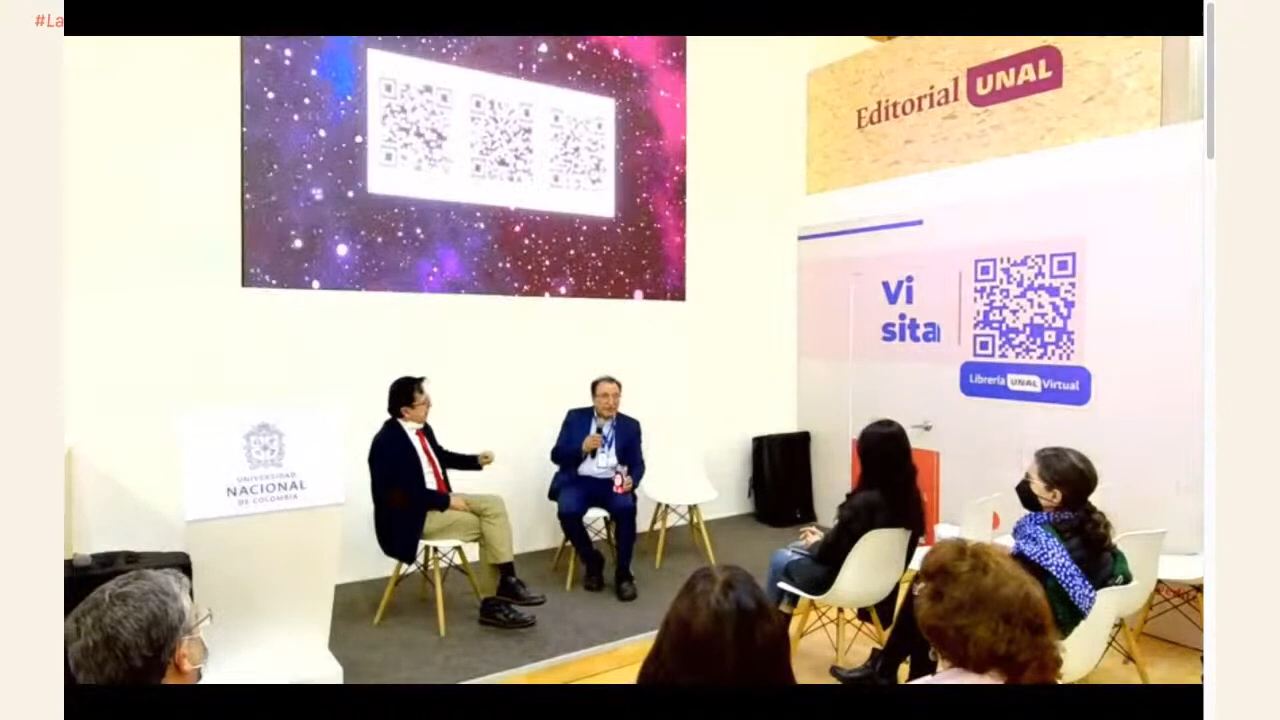 #La
Editorial UNAL
Vi
sita
Librería UNAL Virtual
UNIVERSIDAD
NACIONAL
DE COLOMBIA